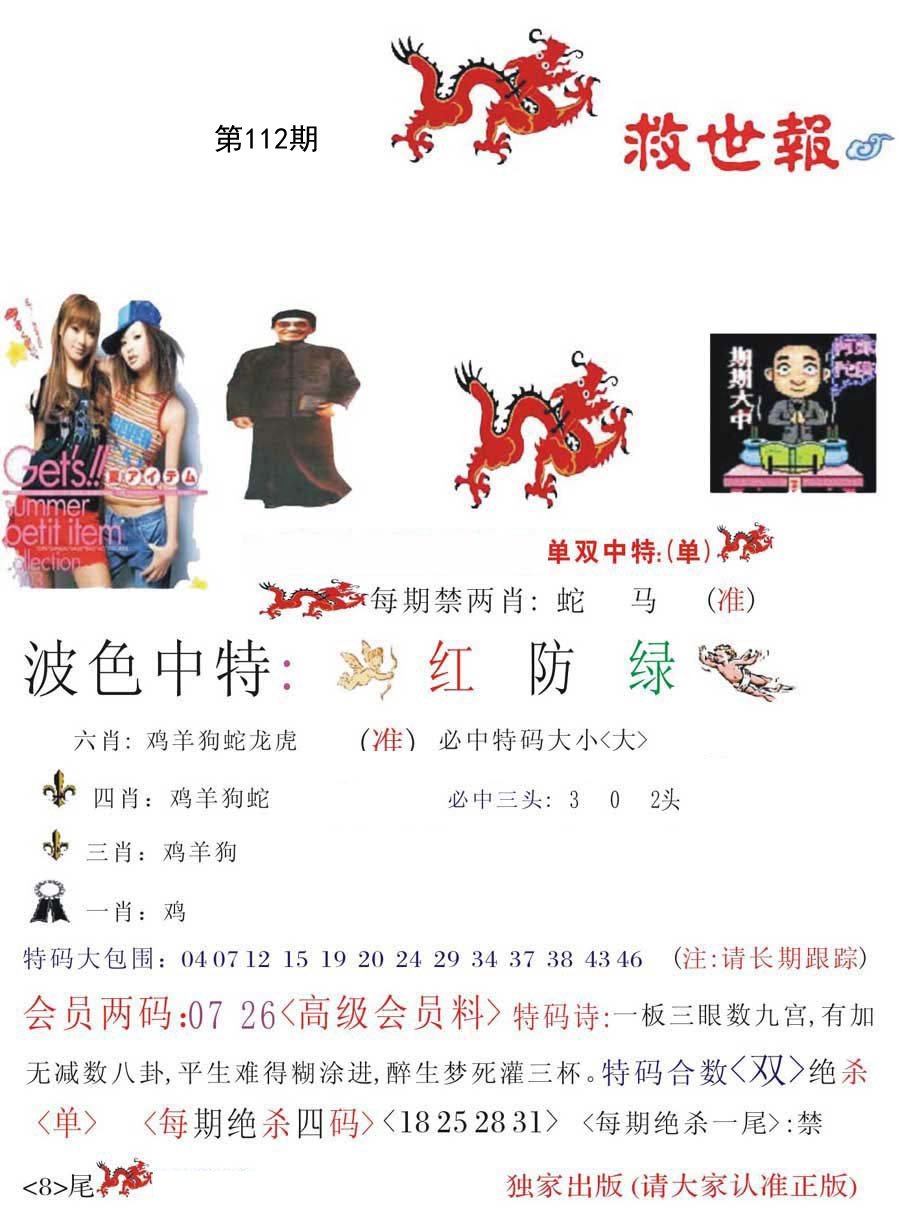 第112期
救世報
期期大中
Get's!!
夏アイテム
summer
petit item
collection
单双中特:(单)
每期禁两肖: 蛇 马 (准)
波色中特: 红 防 绿
六肖: 鸡羊狗蛇龙虎 (准) 必中特码大小<大>
四肖: 鸡羊狗蛇 必中三头: 3 0 2头
三肖: 鸡羊狗
一肖: 鸡
特码大包围: 04 07 12 15 19 20 24 29 34 37 38 43 46 (注:请长期跟踪)
会员两码:07 26<高级会员料> 特码诗:一板三眼数九宫,有加
无减数八卦,平生难得糊涂进,醉生梦死灌三杯。特码合数<双>绝杀
<单> <每期绝杀四码><18 25 28 31> <每期绝杀一尾>:禁
<8>尾 独家出版 (请大家认准正版)